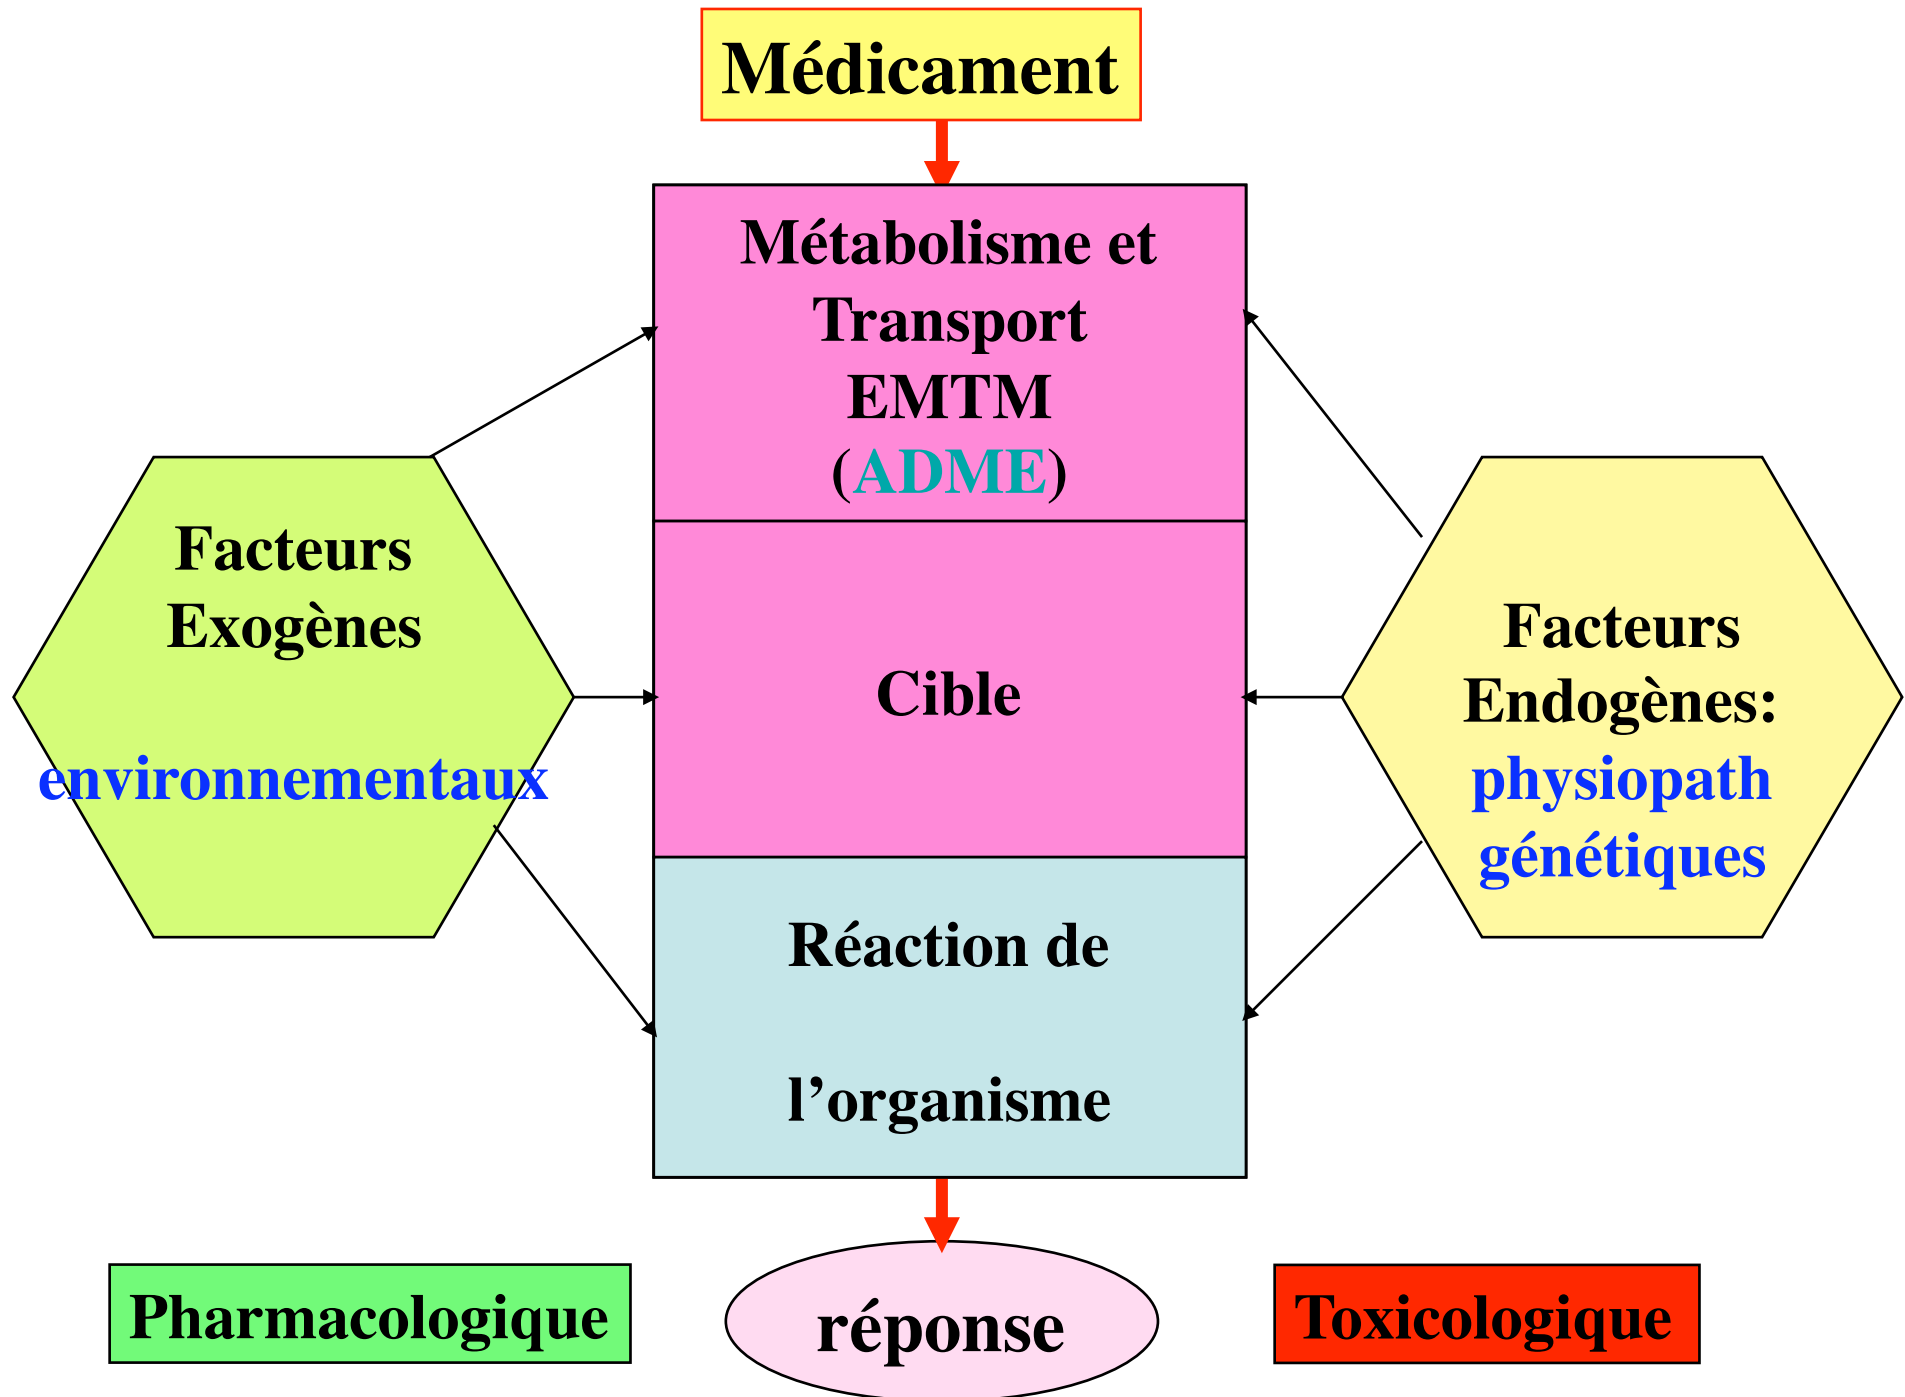 Médicament
Métabolisme et
Transport
EMTM
(ADME)
Facteurs
Exogènes
environnementaux
Cible
Facteurs
Endogènes:
physiopath
génétiques
Réaction de
l’organisme
Pharmacologique
réponse
Toxicologique